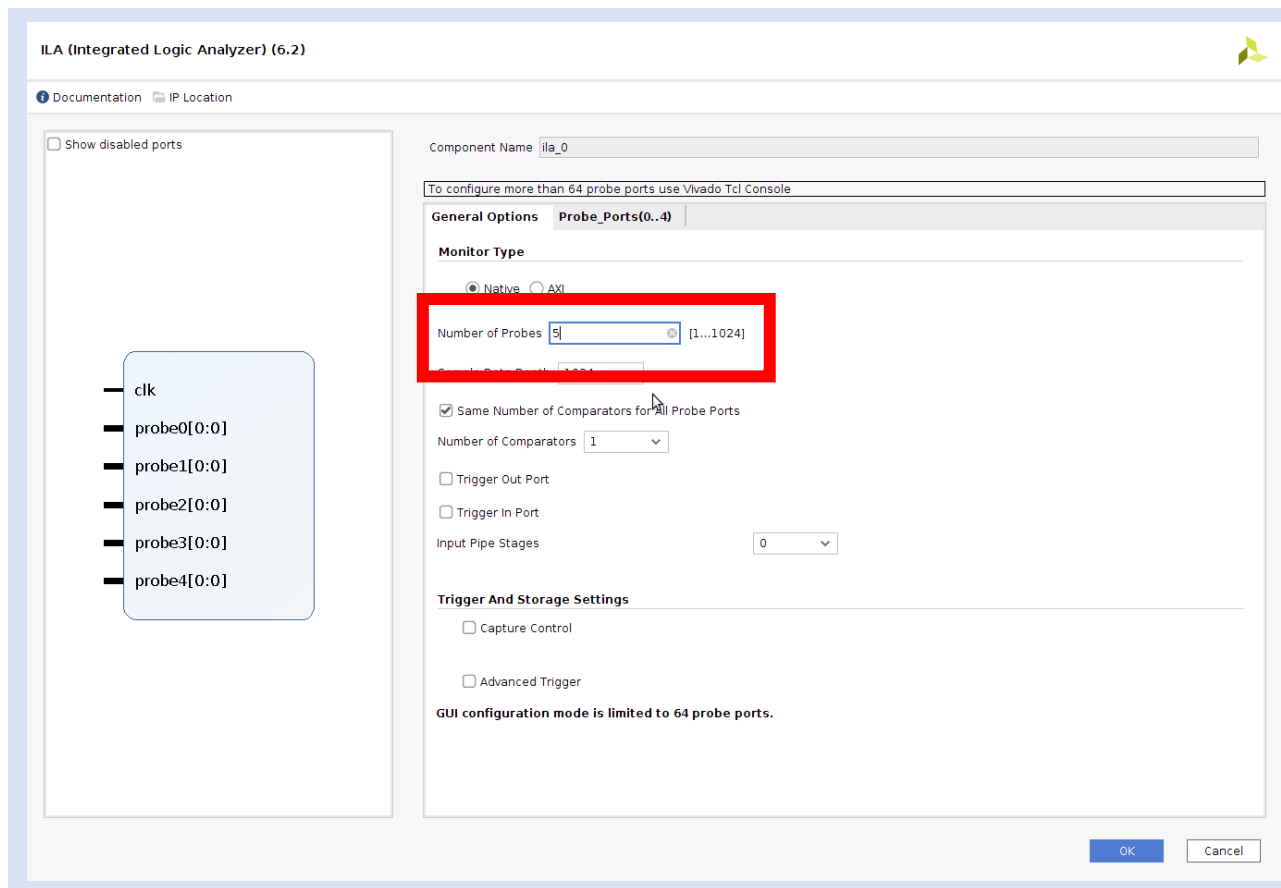 ILA (Integrated Logic Analyzer) (6.2)
Documentation IP Location
Show disabled ports
clk
probe0[0:0]
probe1[0:0]
probe2[0:0]
probe3[0:0]
probe4[0:0]
Component Name ila_0
To configure more than 64 probe ports use Vivado Tcl Console
General Options Probe_Ports(0..4)
Monitor Type
Native AXI
Number of Probes 5 [1...1024]
Sample Data Depth 1024
Same Number of Comparators for All Probe Ports
Number of Comparators 1
Trigger Out Port
Trigger In Port
Input Pipe Stages 0
Trigger And Storage Settings
Capture Control
Advanced Trigger
GUI configuration mode is limited to 64 probe ports.
OK Cancel